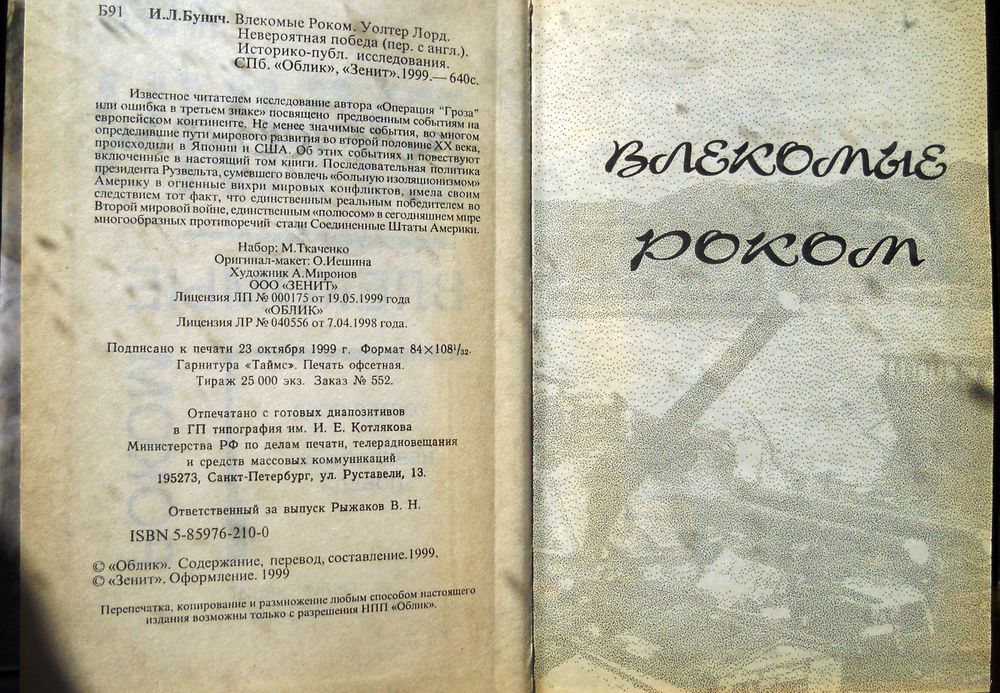 Б91
И.Л.Бунич. Влекомые Роком. Уолтер Лорд.
Невероятная победа (пер. с англ.).
Историко-публ. исследования.
СПб. «Облик», «Зенит».1999.— 640с.
Известное читателем исследование автора «Операция "Гроза"
или ошибка в третьем знаке» посвящено предвоенным событиям на
европейском континенте. Не менее значимые события, во многом
определившие пути мирового развития во второй половине XX века,
происходили в Японии и США. Об этих событиях и повествуют
включенные в настоящий том книги. Последовательная политика
президента Рузвельта, сумевшего вовлечь «больную изоляционизмом»
Америку в огненные вихри мировых конфликтов, имела своим
следствием тот факт, что единственным реальным победителем во
Второй мировой войне, единственным «полюсом» в сегодняшнем мире
многообразных противоречий стали Соединенные Штаты Америки.
Набор: М.Ткаченко
Оригинал-макет: О.Иешина
Художник А.Миронов
ООО «ЗЕНИТ»
Лицензия ЛП № 000175 от 19.05.1999 года
«ОБЛИК»
Лицензия ЛР № 040556 от 7.04.1998 года.
Подписано к печати 23 октября 1999 г. Формат 84×108¹/₃₂.
Гарнитура «Таймс». Печать офсетная.
Тираж 25 000 экз. Заказ № 552.
Отпечатано с готовых диапозитивов
в ГП типография им. И. Е. Котлякова
Министерства РФ по делам печати, телерадиовещания
и средств массовых коммуникаций
195273, Санкт-Петербург, ул. Руставели, 13.
Ответственный за выпуск Рыжаков В. Н.
ISBN 5-85976-210-0
© «Облик». Содержание, перевод, составление.1999.
© «Зенит». Оформление. 1999
Перепечатка, копирование и размножение любым способом настоящего
издания возможны только с разрешения НПП «Облик».
ВЛЕКОМЫЕ
РОКОМ